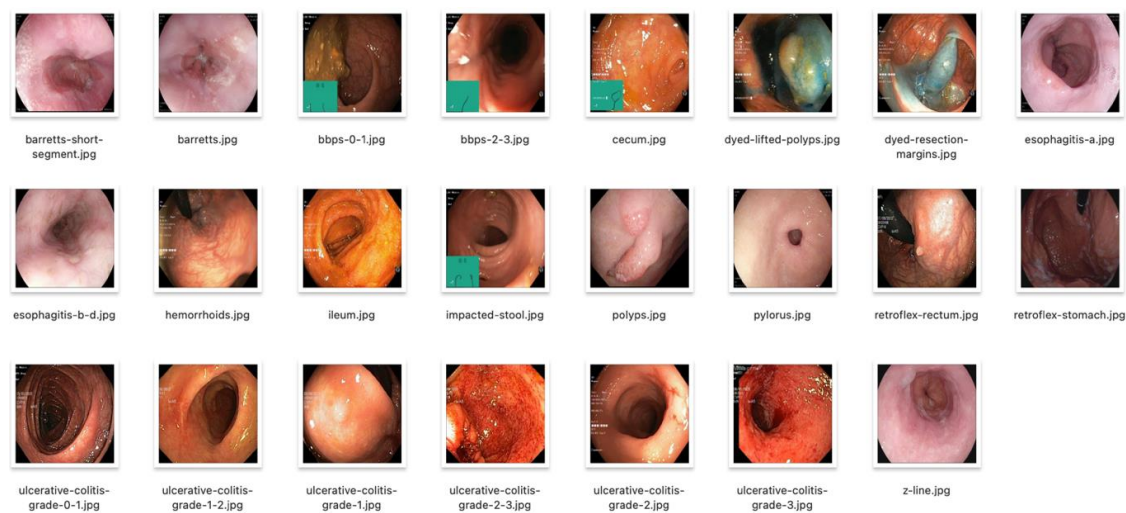 barretts-short-
segment.jpg
barretts.jpg
bbps-0-1.jpg
bbps-2-3.jpg
cecum.jpg
dyed-lifted-polyps.jpg
dyed-resection-
margins.jpg
esophagitis-a.jpg
esophagitis-b-d.jpg
hemorrhoids.jpg
ileum.jpg
impacted-stool.jpg
polyps.jpg
pylorus.jpg
retroflex-rectum.jpg
retroflex-stomach.jpg
ulcerative-colitis-
grade-0-1.jpg
ulcerative-colitis-
grade-1-2.jpg
ulcerative-colitis-
grade-1.jpg
ulcerative-colitis-
grade-2-3.jpg
ulcerative-colitis-
grade-2.jpg
ulcerative-colitis-
grade-3.jpg
z-line.jpg